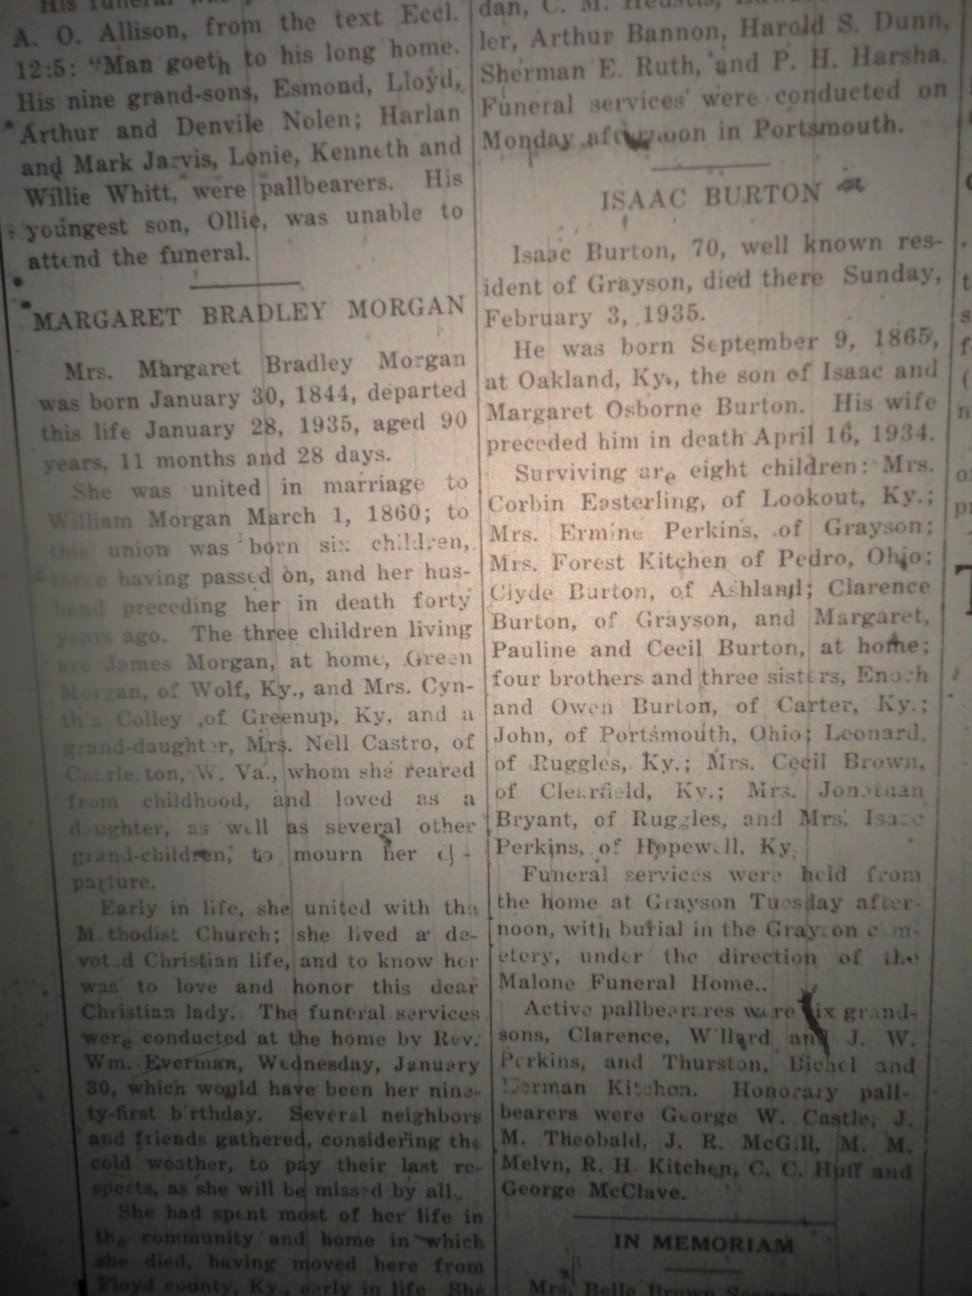 His funeral was
A. O. Allison, from the text Eccl.
12:5: "Man goeth to his long home.
His nine grand-sons, Esmond, Lloyd,
Arthur and Denvile Nolen; Harlan
and Mark Jarvis, Lonie, Kenneth and
Willie Whitt, were pallbearers. His
youngest son, Ollie, was unable to
attend the funeral.
MARGARET BRADLEY MORGAN
Mrs. Margaret Bradley Morgan
was born January 30, 1844, departed
this life January 28, 1935, aged 90
years, 11 months and 28 days.
She was united in marriage to
William Morgan March 1, 1860; to
this union was born six children,
three having passed on, and her hus-
band preceding her in death forty
years ago. The three children living
are James Morgan, at home, Green
Morgan, of Wolf, Ky., and Mrs. Cyn-
tha Colley of Greenup, Ky, and a
grand-daughter, Mrs. Nell Castro, of
W. Va., whom she reared
from childhood, and loved as a
daughter, as well as several other
grand-children, to mourn her de-
parture.
Early in life, she united with the
Methodist Church; she lived a de-
voted Christian life, and to know her
was to love and honor this dear
Christian lady. The funeral services
were conducted at the home by Rev.
Wm. Everman, Wednesday, January
30, which would have been her nine-
ty-first birthday. Several neighbors
and friends gathered, considering the
cold weather, to pay their last re-
spects, as she will be missed by all.
She had spent most of her life in
the community and home in which
she died, having moved here from
Floyd county, Ky., early in life. She
dan, C. M. Heustis,
ler, Arthur Bannon, Harold S. Dunn,
Sherman E. Ruth, and P. H. Harsha.
Funeral services were conducted on
Monday afternoon in Portsmouth.
ISAAC BURTON
Isaac Burton, 70, well known res-
ident of Grayson, died there Sunday,
February 3, 1935.
He was born September 9, 1865,
at Oakland, Ky., the son of Isaac and
Margaret Osborne Burton. His wife
preceded him in death April 16, 1934.
Surviving are eight children: Mrs.
Corbin Easterling, of Lookout, Ky.;
Mrs. Ermine Perkins, of Grayson;
Mrs. Forest Kitchen of Pedro, Ohio;
Clyde Burton, of Ashland; Clarence
Burton, of Grayson, and Margaret,
Pauline and Cecil Burton, at home;
four brothers and three sisters, Enoch
and Owen Burton, of Carter, Ky.;
John, of Portsmouth, Ohio; Leonard,
of Ruggles, Ky.; Mrs. Cecil Brown,
of Clearfield, Ky.; Mrs. Jonathan
Bryant, of Ruggles, and Mrs. Isaac
Perkins, of Hopewell, Ky.
Funeral services were held from
the home at Grayson Tuesday after-
noon, with burial in the Grayson cem-
etery, under the direction of the
Malone Funeral Home..
Active pallbeareres were six grand-
sons, Clarence, Willard and J. W.
Perkins, and Thurston, and
Herman Kitchen. Honorary pall-
bearers were George W. Castle, J.
M. Theobald, J. R. McGill, M. M.
Melvn, R. H. Kitchen, C. C. Huff and
George McClave.
IN MEMORIAM
Mrs. Belle Brown